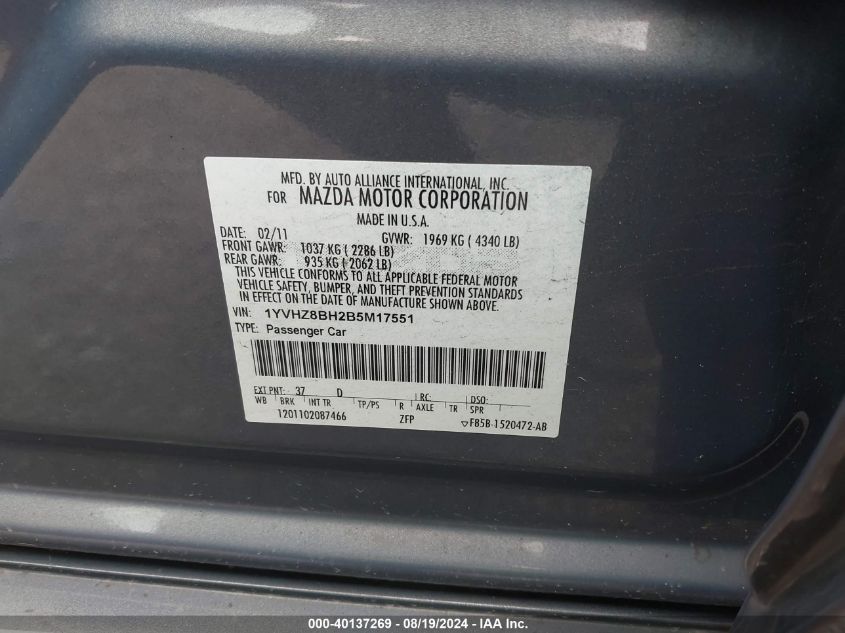 MFD. BY AUTO ALLIANCE INTERNATIONAL, INC.
FOR MAZDA MOTOR CORPORATION
MADE IN U.S.A.
DATE: 02/11 GVWR: 1969 KG ( 4340 LB)
FRONT GAWR: 1037 KG ( 2286 LB)
REAR GAWR: 935 KG ( 2062 LB)
THIS VEHICLE CONFORMS TO ALL APPLICABLE FEDERAL MOTOR
VEHICLE SAFETY, BUMPER, AND THEFT PREVENTION STANDARDS
IN EFFECT ON THE DATE OF MANUFACTURE SHOWN ABOVE.
VIN: 1YVHZ8BH2B5M17551
TYPE: Passenger Car
EXT PNT: 37 D RC: DSO:
WB BRK INT TR TP/PS R AXLE TR SPR
1201102087466 ZFP F85B-1520472-AB
000-40137269 - 08/19/2024 - IAA Inc.